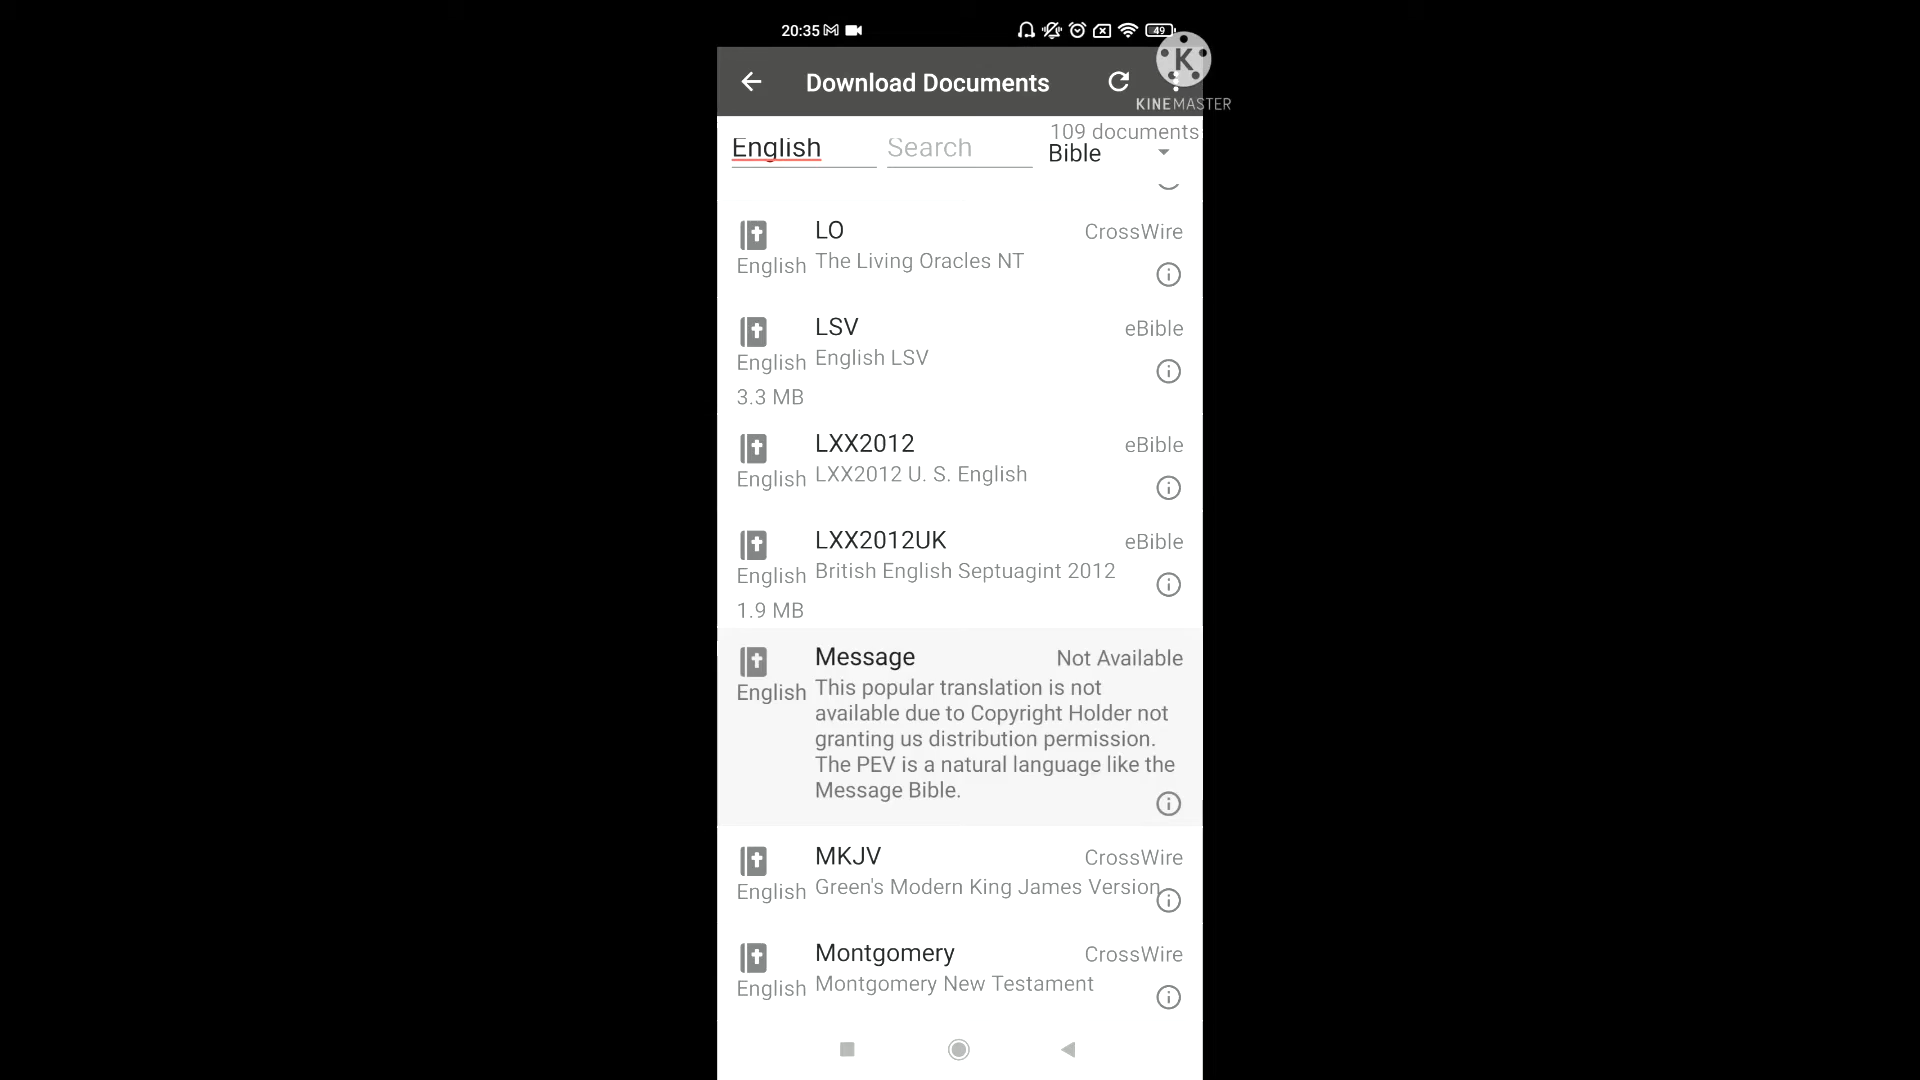 20:35
49
Download Documents
KINEMASTER
109 documents
English
Search
Bible
LO
CrossWire
English
The Living Oracles NT
LSV
eBible
English
English LSV
3.3 MB
LXX2012
eBible
English
LXX2012 U. S. English
LXX2012UK
eBible
English
British English Septuagint 2012
1.9 MB
Message
Not Available
English
This popular translation is not
available due to Copyright Holder not
granting us distribution permission.
The PEV is a natural language like the
Message Bible.
MKJV
CrossWire
English
Green's Modern King James Version
Montgomery
CrossWire
English
Montgomery New Testament